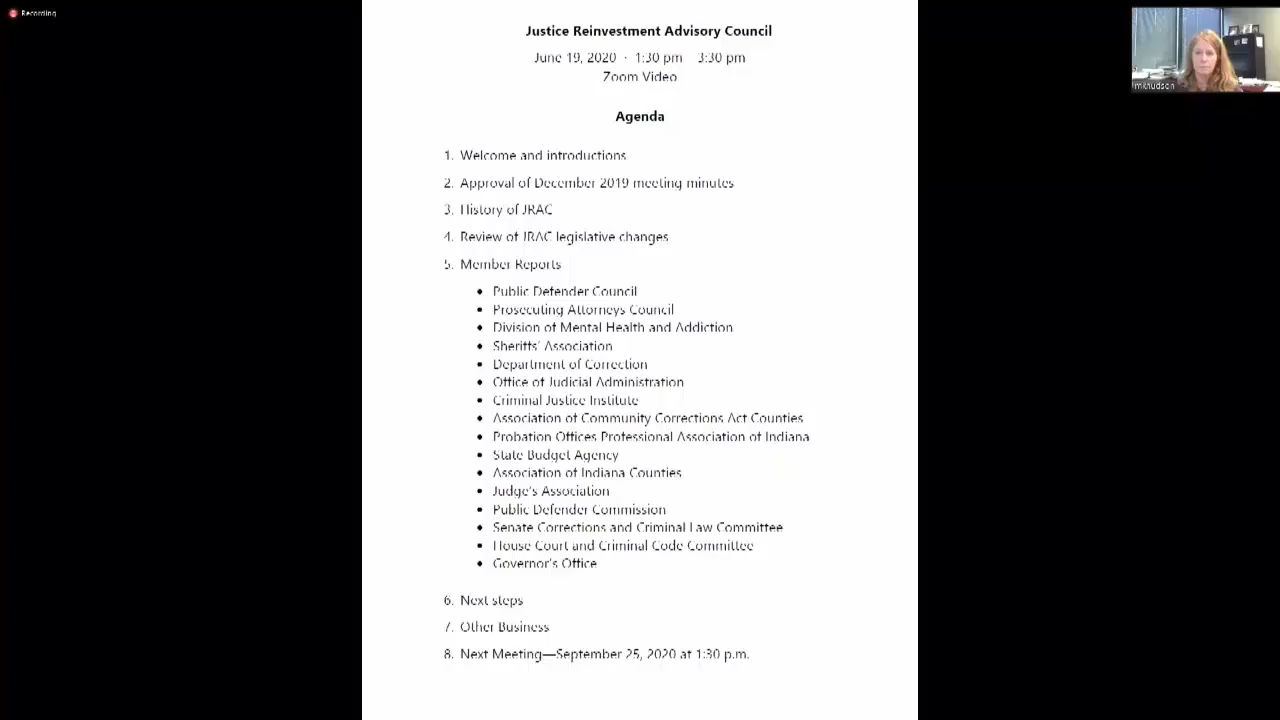 Recording
Justice Reinvestment Advisory Council
June 19, 2020 · 1:30 pm – 3:30 pm
Zoom Video
Agenda
1. Welcome and introductions
2. Approval of December 2019 meeting minutes
3. History of JRAC
4. Review of JRAC legislative changes
5. Member Reports
• Public Defender Council
• Prosecuting Attorneys Council
• Division of Mental Health and Addiction
• Sheriffs' Association
• Department of Correction
• Office of Judicial Administration
• Criminal Justice Institute
• Association of Community Corrections Act Counties
• Probation Offices Professional Association of Indiana
• State Budget Agency
• Association of Indiana Counties
• Judge's Association
• Public Defender Commission
• Senate Corrections and Criminal Law Committee
• House Court and Criminal Code Committee
• Governor's Office
6. Next steps
7. Other Business
8. Next Meeting—September 25, 2020 at 1:30 p.m.